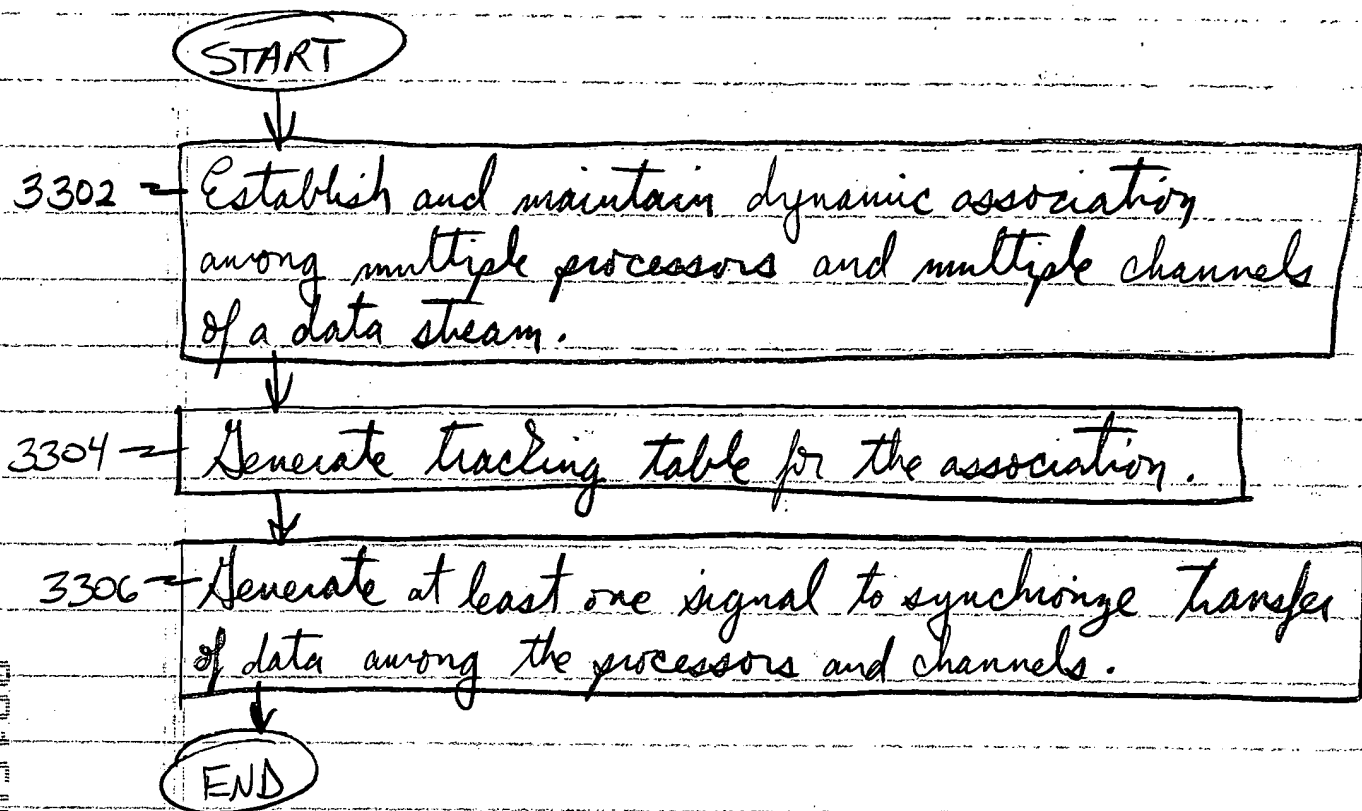 START
3302 Establish and maintain dynamic association
among multiple processors and multiple channels
of a data stream.
3304 Generate tracking table for the association.
3306 Generate at least one signal to synchronize transfer
of data among the processors and channels.
END